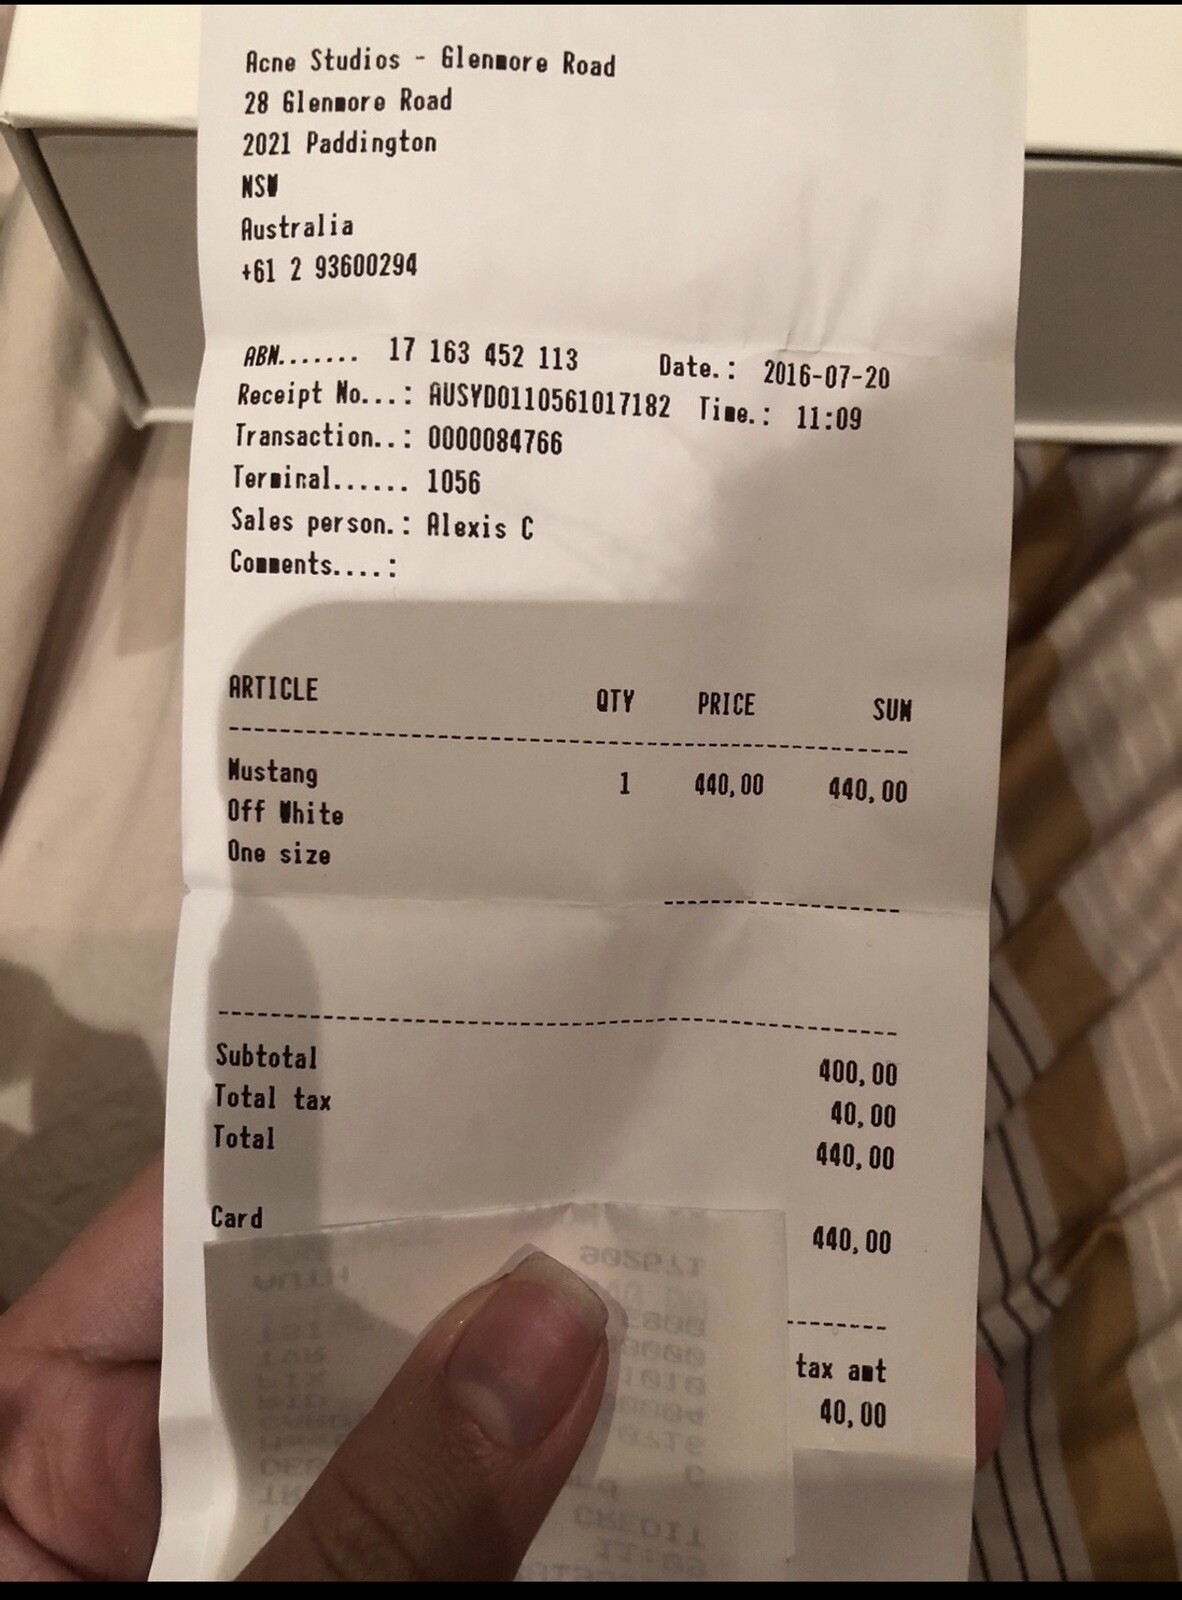 Acne Studios - Glenmore Road
28 Glenmore Road
2021 Paddington
NSW
Australia
+61 2 93600294
ABN....... 17 163 452 113 Date.: 2016-07-20
Receipt No...: AUSYD0110561017182 Time.: 11:09
Transaction..: 0000084766
Terminal...... 1056
Sales person.: Alexis C
Comments....:
ARTICLE QTY PRICE SUM
Mustang 1 440,00 440,00
Off White
One size
Subtotal 400,00
Total tax 40,00
Total 440,00
Card 440,00
tax amt
40,00
CREDIT
11:09